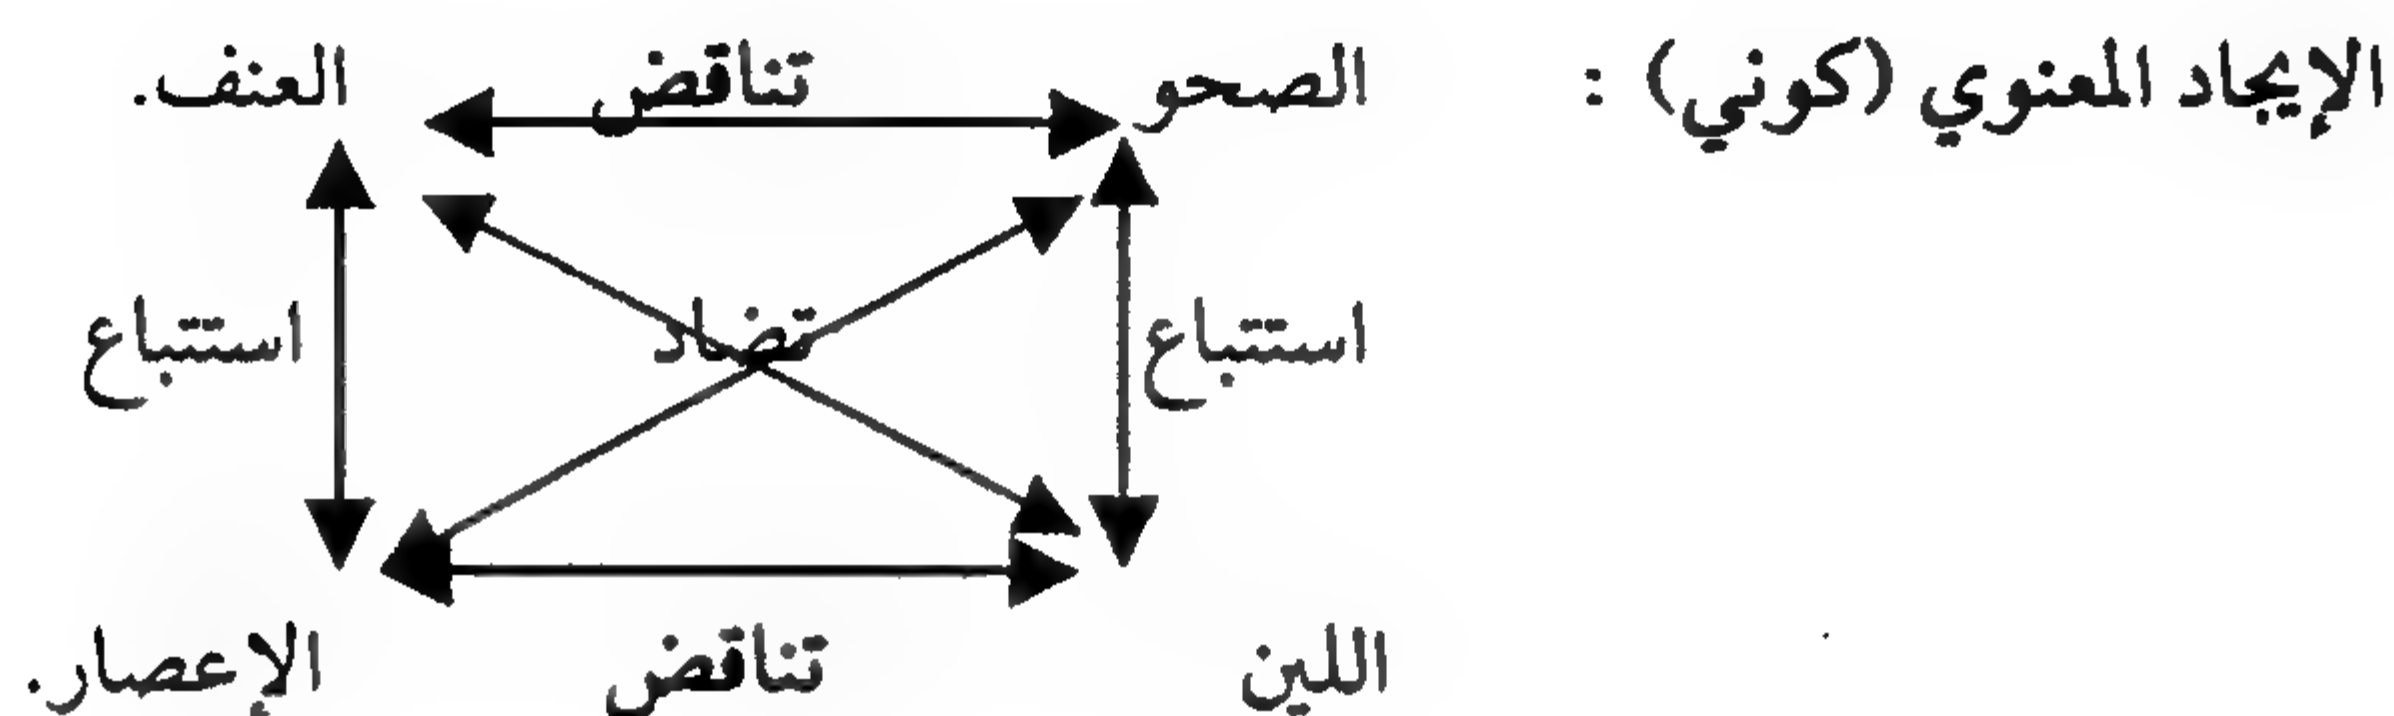 الإيجاد المعنوي (كوني) : الصحو تناقض العنف.
استتباع تضاد استتباع
اللين تناقض الإعصار.